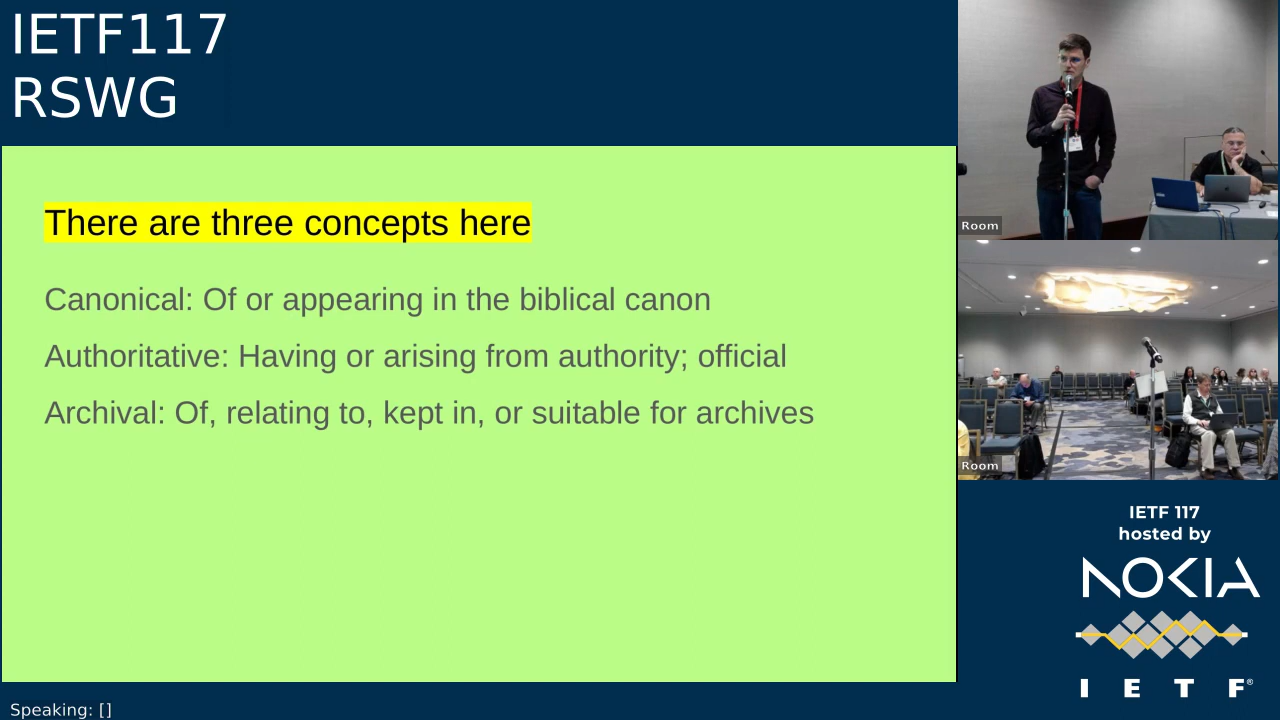 IETF117
RSWG
There are three concepts here
Canonical: Of or appearing in the biblical canon
Authoritative: Having or arising from authority; official
Archival: Of, relating to, kept in, or suitable for archives
Room
Room
IETF 117
hosted by
NOKIA
I E T F®
Speaking: []